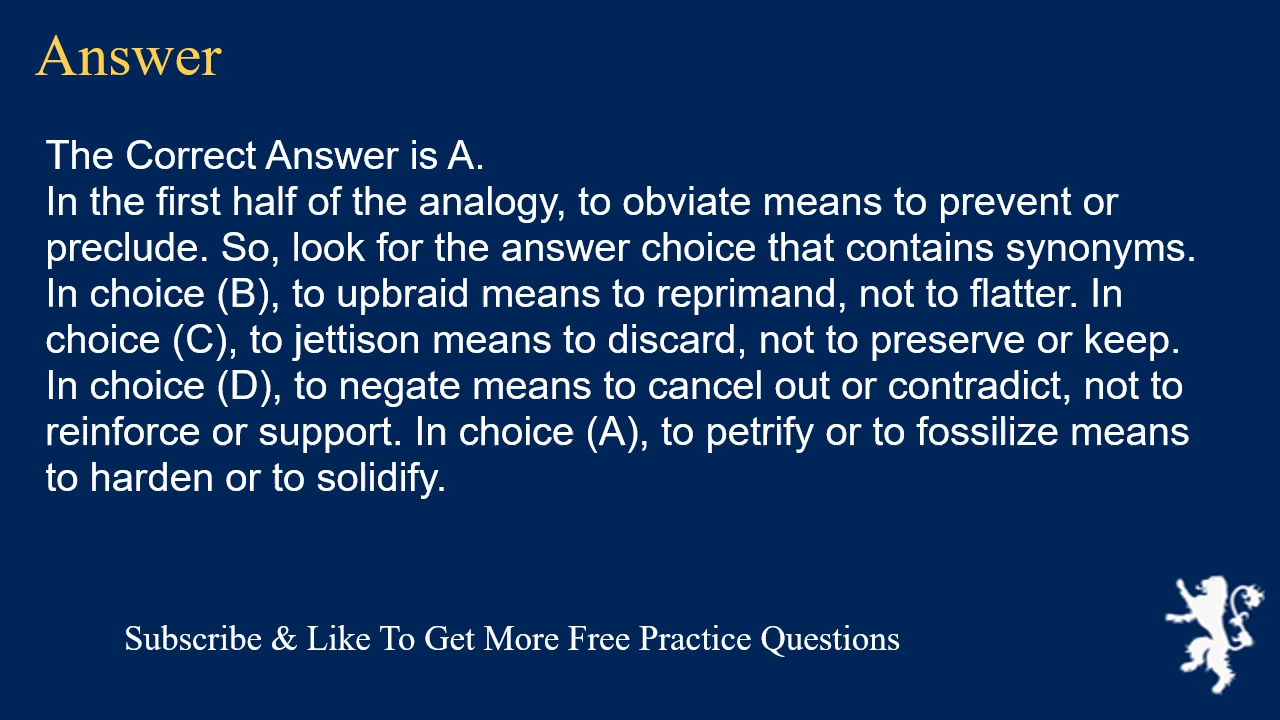 Answer
The Correct Answer is A.
In the first half of the analogy, to obviate means to prevent or
preclude. So, look for the answer choice that contains synonyms.
In choice (B), to upbraid means to reprimand, not to flatter. In
choice (C), to jettison means to discard, not to preserve or keep.
In choice (D), to negate means to cancel out or contradict, not to
reinforce or support. In choice (A), to petrify or to fossilize means
to harden or to solidify.
Subscribe & Like To Get More Free Practice Questions